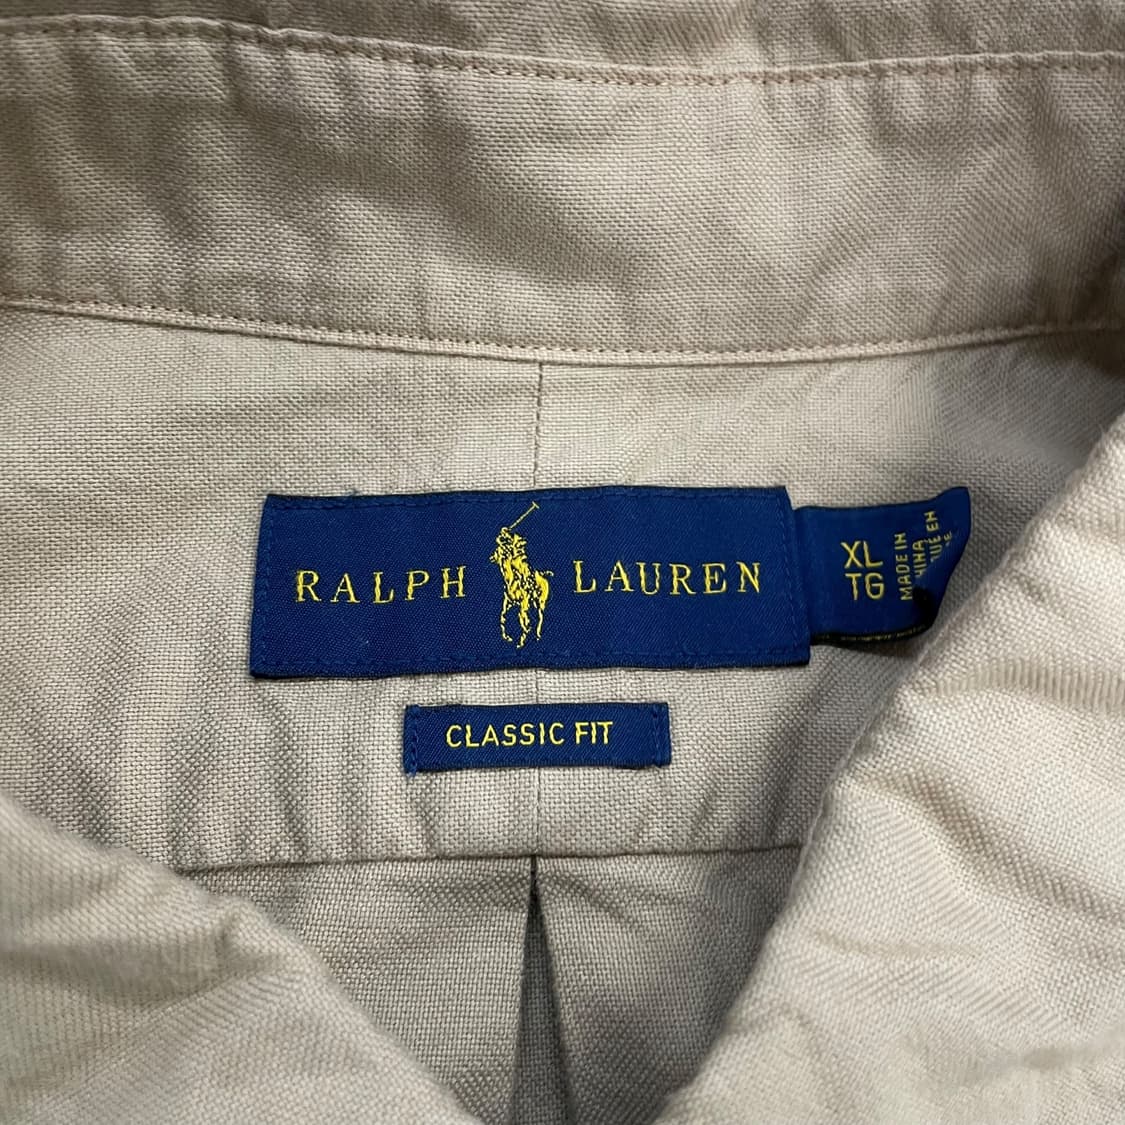 RALPH LAUREN
XL
TG
MADE IN
CLASSIC FIT